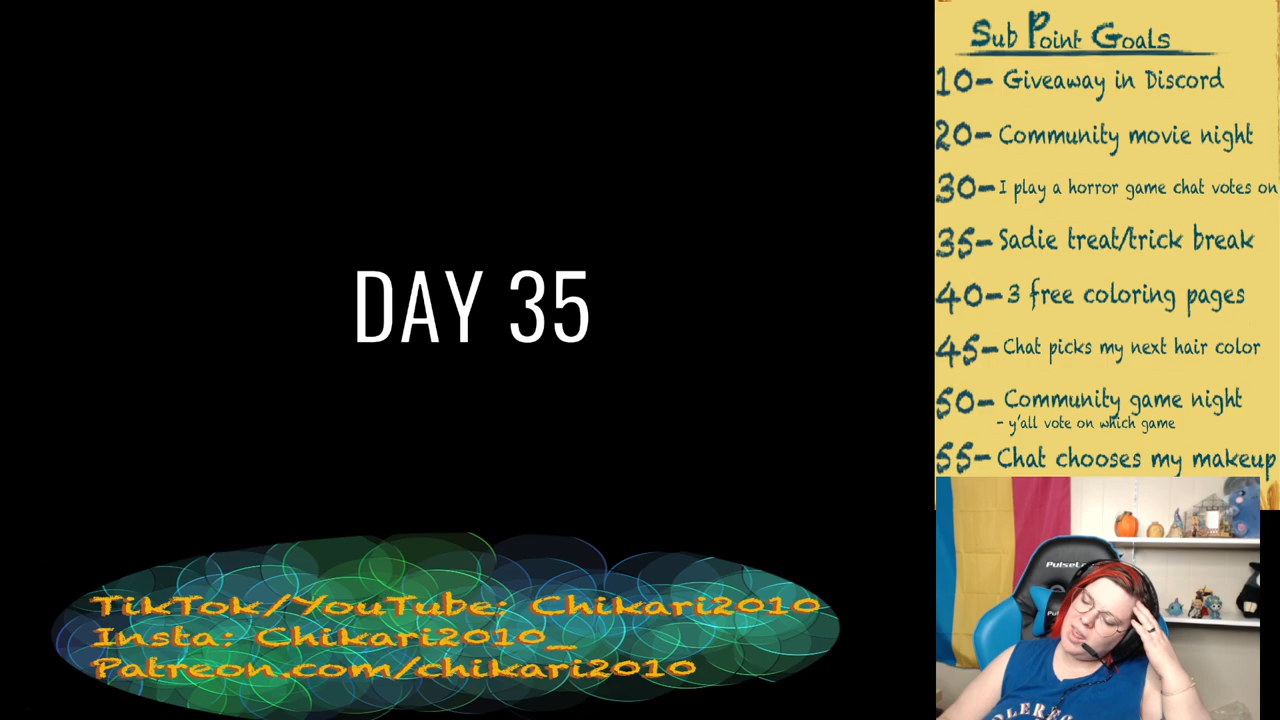 DAY 35
TikTok/YouTube: Chikari2010
Insta: Chikari2010_
Patreon.com/chikari2010
Sub Point Goals
10- Giveaway in Discord
20- Community movie night
30- I play a horror game chat votes on
35- Sadie treat/trick break
40- 3 free coloring pages
45- Chat picks my next hair color
50- Community game night
- y'all vote on which game
55- Chat chooses my makeup